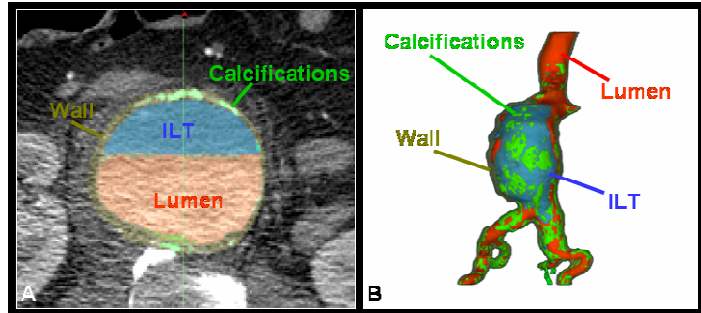 Calcifications
Wall
ILT
Lumen
A
Calcifications
Lumen
Wall
ILT
B